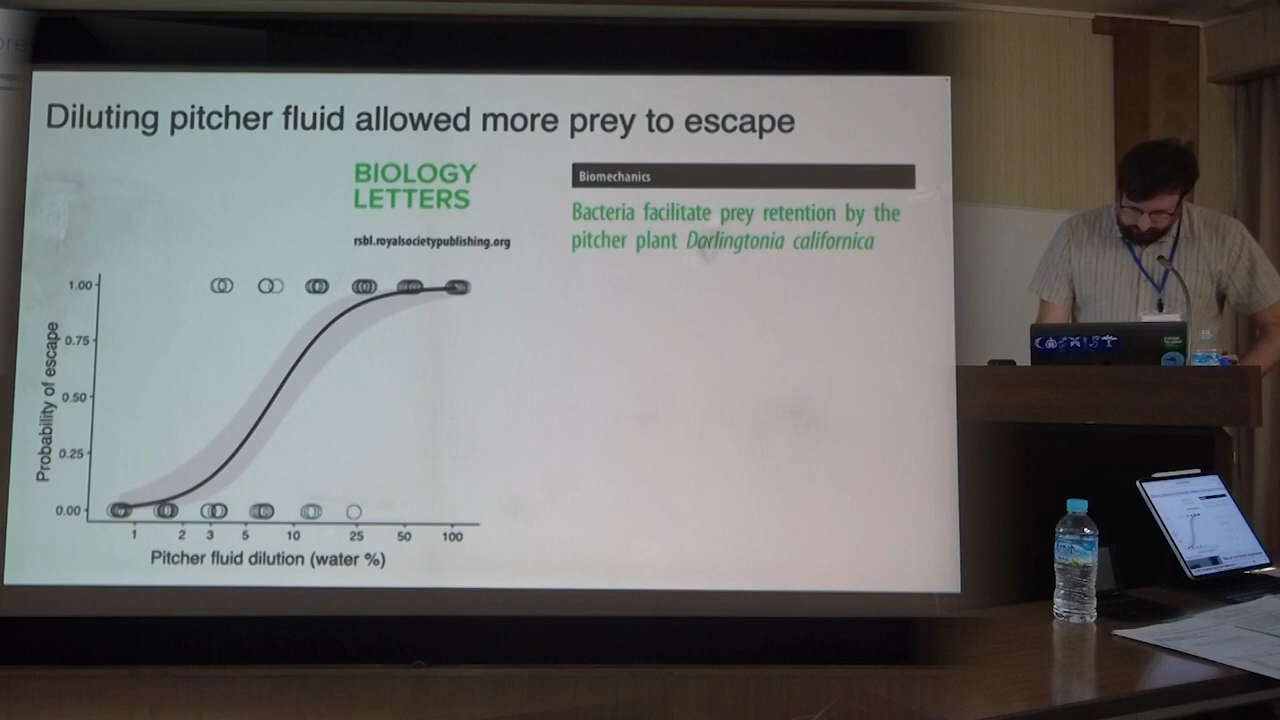 Diluting pitcher fluid allowed more prey to escape
BIOLOGY
LETTERS
rsbl.royalsocietypublishing.org
Biomechanics
Bacteria facilitate prey retention by the
pitcher plant Darlingtonia californica
Probability of escape
1.00
0.75
0.50
0.25
0.00
1 2 3 5 10 25 50 100
Pitcher fluid dilution (water %)